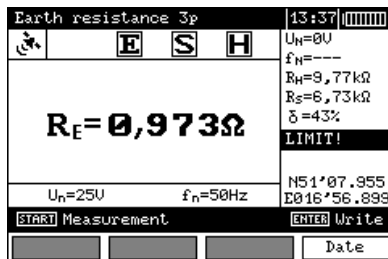 Earth resistance 3p 13:37
E S H
UN=0V
fN=---
RH=9,77kΩ
RS=6,73kΩ
δ=43%
LIMIT!
RE=0,973Ω
N51'07.955
E016'56.899
Un=25V fn=50Hz
START Measurement ENTER Write
Date